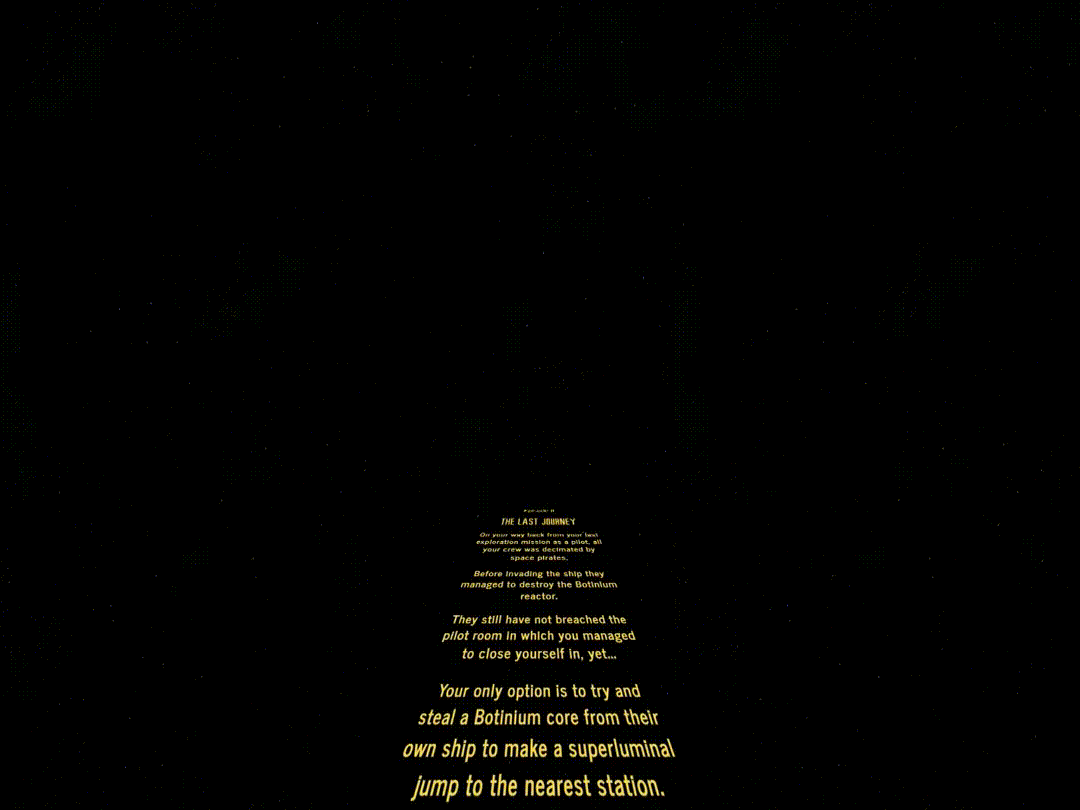 THE LAST JOURNEY
On your way back from your last
exploration mission as a pilot, all
your crew was decimated by
space pirates.
Before invading the ship they
managed to destroy the Botinium
reactor.
They still have not breached the
pilot room in which you managed
to close yourself in, yet...
Your only option is to try and
steal a Botinium core from their
own ship to make a superluminal
jump to the nearest station.